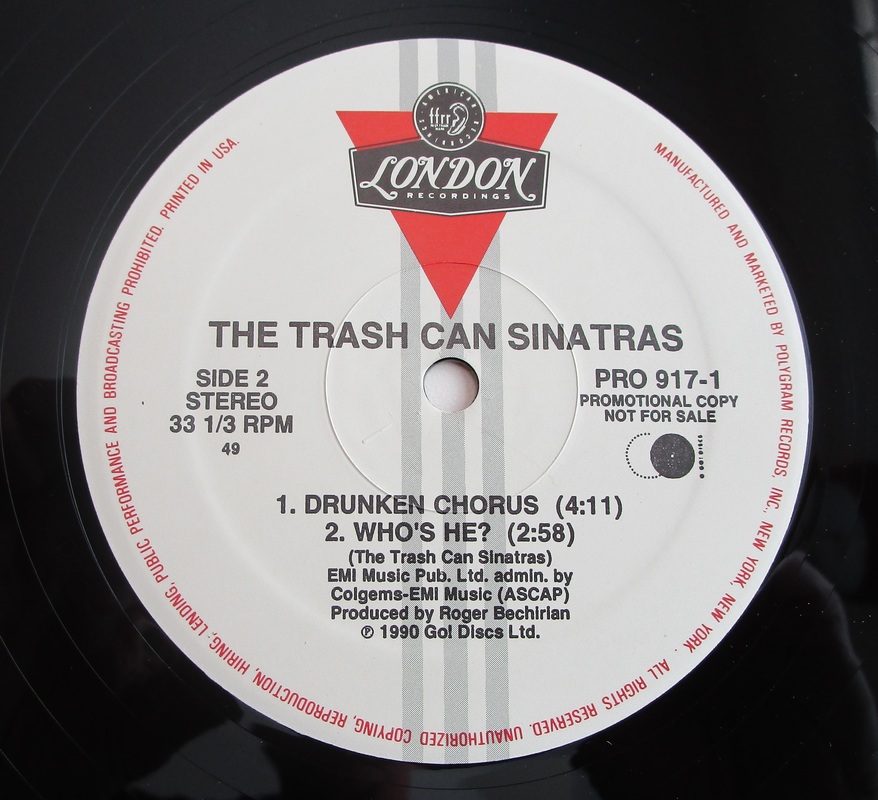 AMERICAN RECORDINGS
ffrr
LONDON
RECORDINGS
THE TRASH CAN SINATRAS
SIDE 2
STEREO
33 1/3 RPM
49
PRO 917-1
PROMOTIONAL COPY
NOT FOR SALE
1. DRUNKEN CHORUS (4:11)
2. WHO'S HE? (2:58)
(The Trash Can Sinatras)
EMI Music Pub. Ltd. admin. by
Colgems-EMI Music (ASCAP)
Produced by Roger Bechirian
℗ 1990 Go! Discs Ltd.
MANUFACTURED AND MARKETED BY POLYGRAM RECORDS, INC., NEW YORK, NEW YORK. ALL RIGHTS RESERVED. UNAUTHORIZED COPYING, REPRODUCTION, HIRING, LENDING, PUBLIC PERFORMANCE AND BROADCASTING PROHIBITED. PRINTED IN USA.